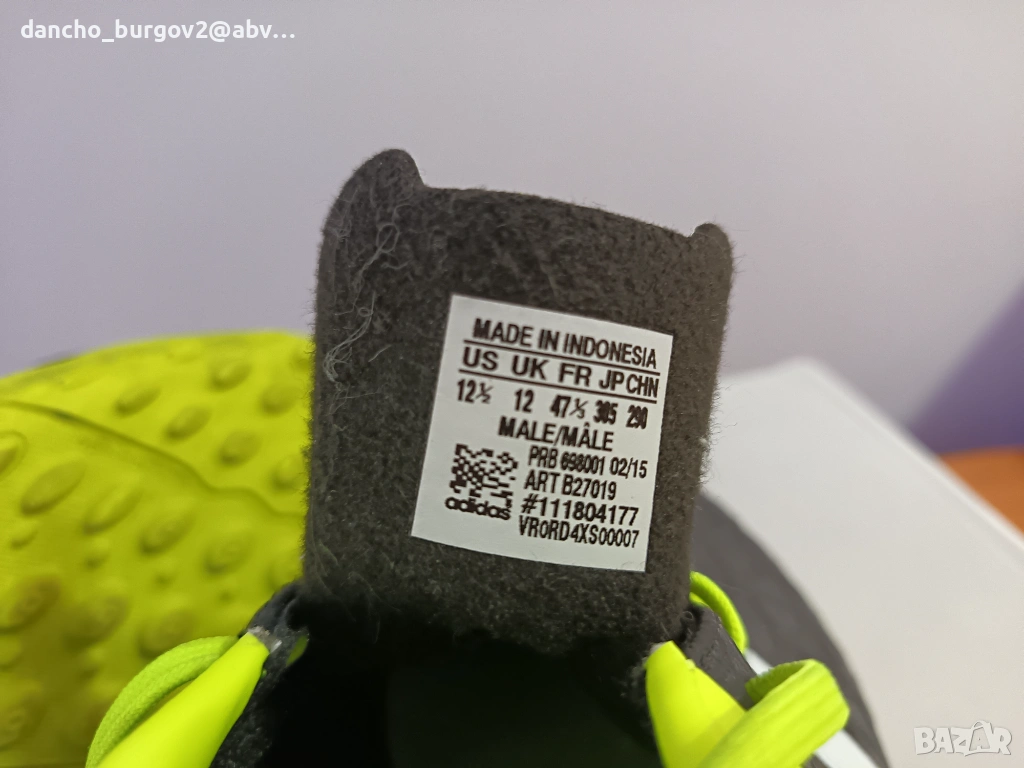 dancho_burgov2@abv...
MADE IN INDONESIA
US UK FR JP CHN
12½ 12 47⅓ 305 290
MALE/MÂLE
PRB 698001 02/15
ART B27019
#111804177
adidas
VR0RD4XS00007
BAZAR